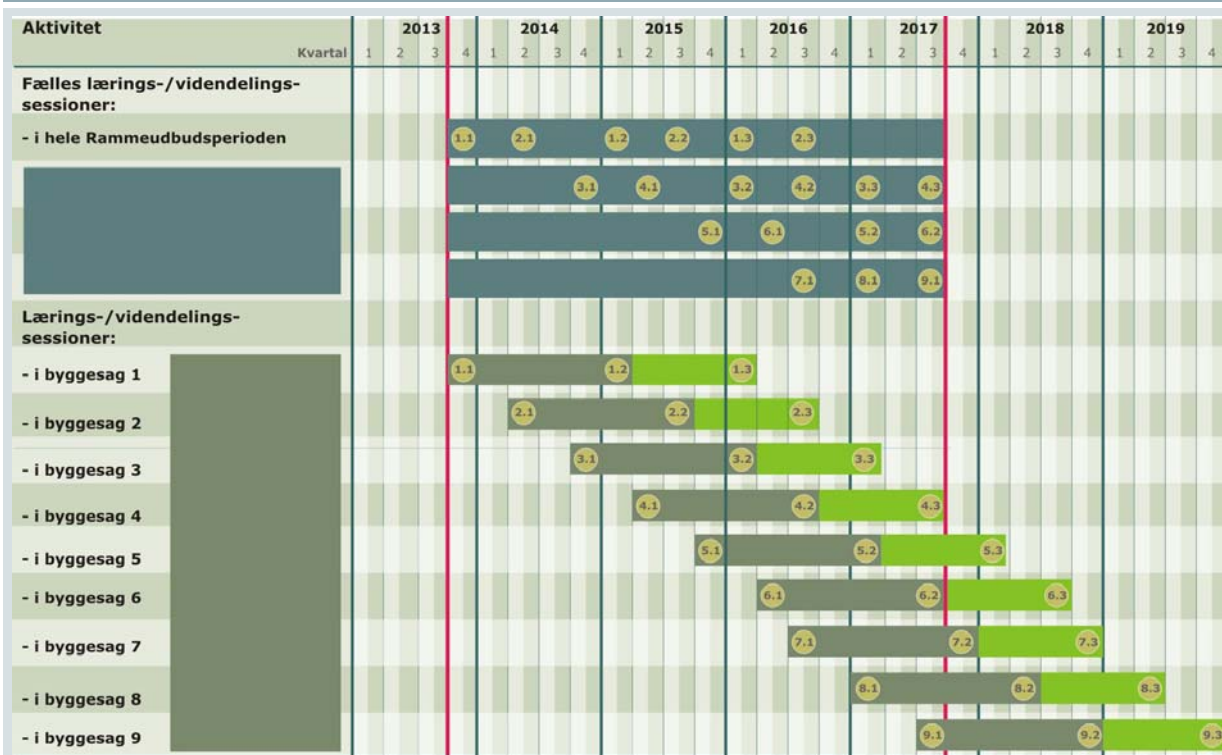 Aktivitet 2013 2014 2015 2016 2017 2018 2019
Kvartal 1 2 3 4 1 2 3 4 1 2 3 4 1 2 3 4 1 2 3 4 1 2 3 4 1 2 3 4
Fælles lærings-/videndelings-
sessioner:
- i hele Rammeudbudsperioden 1.1 2.1 1.2 2.2 1.3 2.3
3.1 4.1 3.2 4.2 3.3 4.3
5.1 6.1 5.2 6.2
7.1 8.1 9.1
Lærings-/videndelings-
sessioner:
- i byggesag 1 1.1 1.2 1.3
- i byggesag 2 2.1 2.2 2.3
- i byggesag 3 3.1 3.2 3.3
- i byggesag 4 4.1 4.2 4.3
- i byggesag 5 5.1 5.2 5.3
- i byggesag 6 6.1 6.2 6.3
- i byggesag 7 7.1 7.2 7.3
- i byggesag 8 8.1 8.2 8.3
- i byggesag 9 9.1 9.2 9.3